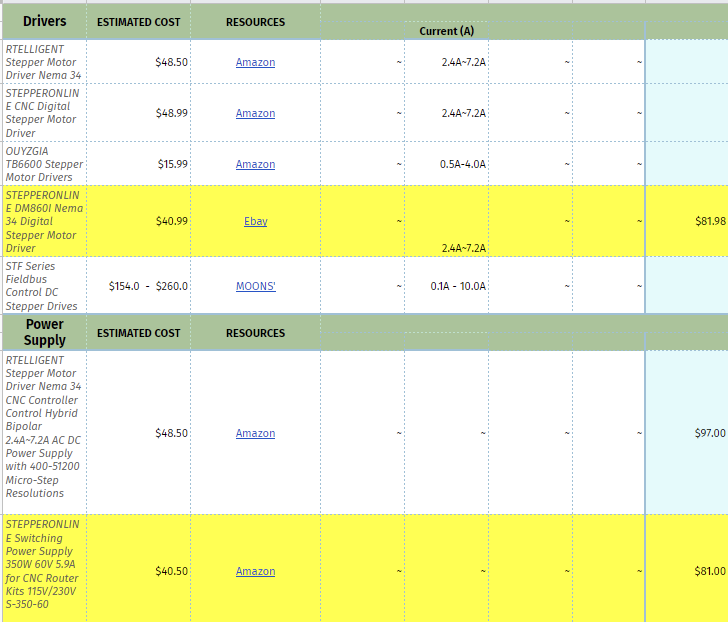 Drivers ESTIMATED COST RESOURCES Current (A)
RTELLIGENT
Stepper Motor
Driver Nema 34
$48.50 Amazon ~ 2.4A~7.2A ~ ~
STEPPERONLIN
E CNC Digital
Stepper Motor
Driver
$48.99 Amazon ~ 2.4A~7.2A ~ ~
OUYZGIA
TB6600 Stepper
Motor Drivers
$15.99 Amazon ~ 0.5A-4.0A ~ ~
STEPPERONLIN
E DM860I Nema
34 Digital
Stepper Motor
Driver
$40.99 Ebay ~ 2.4A~7.2A ~ ~ $81.98
STF Series
Fieldbus
Control DC
Stepper Drives
$154.0 - $260.0 MOONS' ~ 0.1A - 10.0A ~ ~
Power
Supply
ESTIMATED COST RESOURCES
RTELLIGENT
Stepper Motor
Driver Nema 34
CNC Controller
Control Hybrid
Bipolar
2.4A~7.2A AC DC
Power Supply
with 400-51200
Micro-Step
Resolutions
$48.50 Amazon ~ ~ ~ ~ $97.00
STEPPERONLIN
E Switching
Power Supply
350W 60V 5.9A
for CNC Router
Kits 115V/230V
S-350-60
$40.50 Amazon ~ ~ ~ ~ $81.00